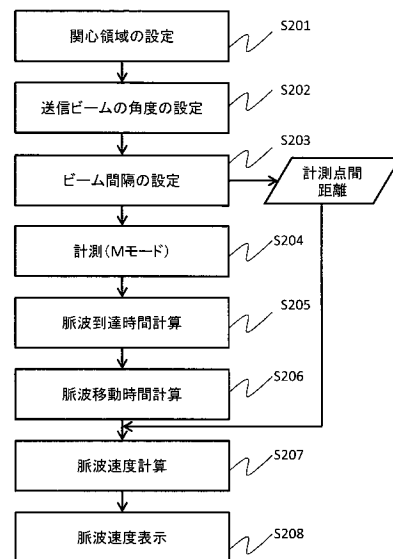 関心領域の設定
S201
送信ビームの角度の設定
S202
ビーム間隔の設定
S203
計測点間
距離
計測(Mモード)
S204
脈波到達時間計算
S205
脈波移動時間計算
S206
脈波速度計算
S207
脈波速度表示
S208